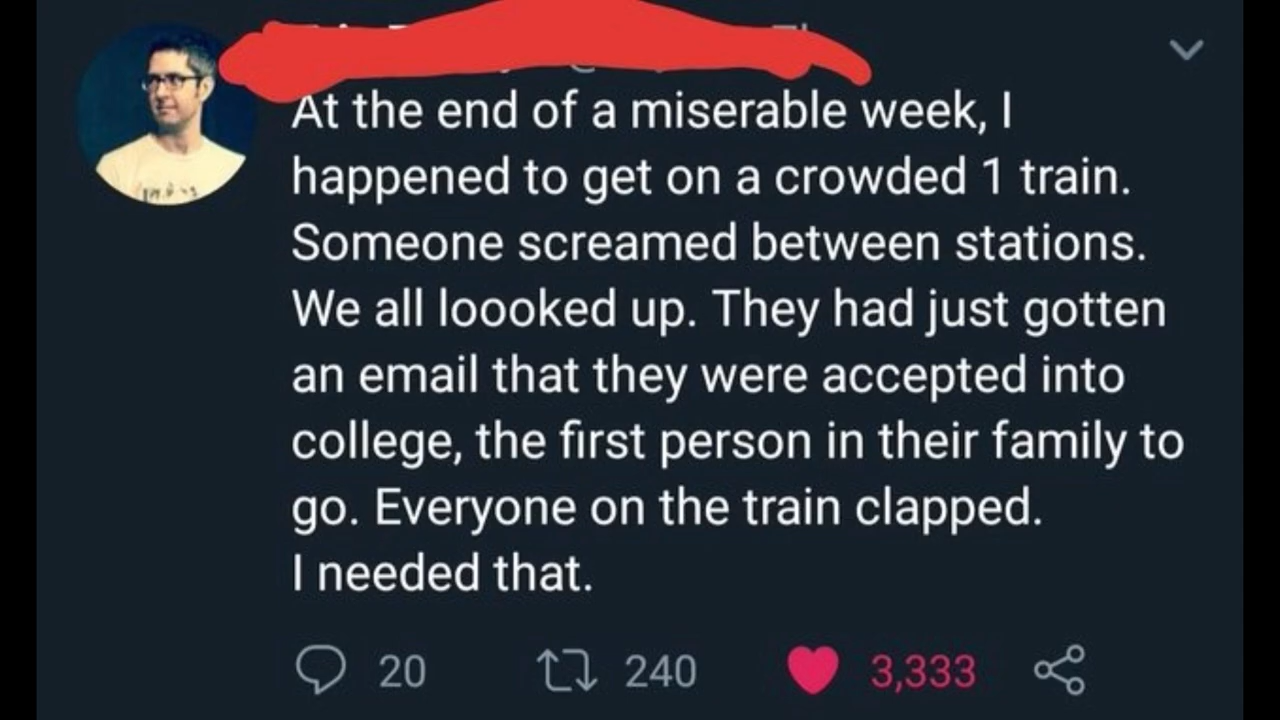 At the end of a miserable week, I
happened to get on a crowded 1 train.
Someone screamed between stations.
We all loooked up. They had just gotten
an email that they were accepted into
college, the first person in their family to
go. Everyone on the train clapped.
I needed that.
20 240 3,333